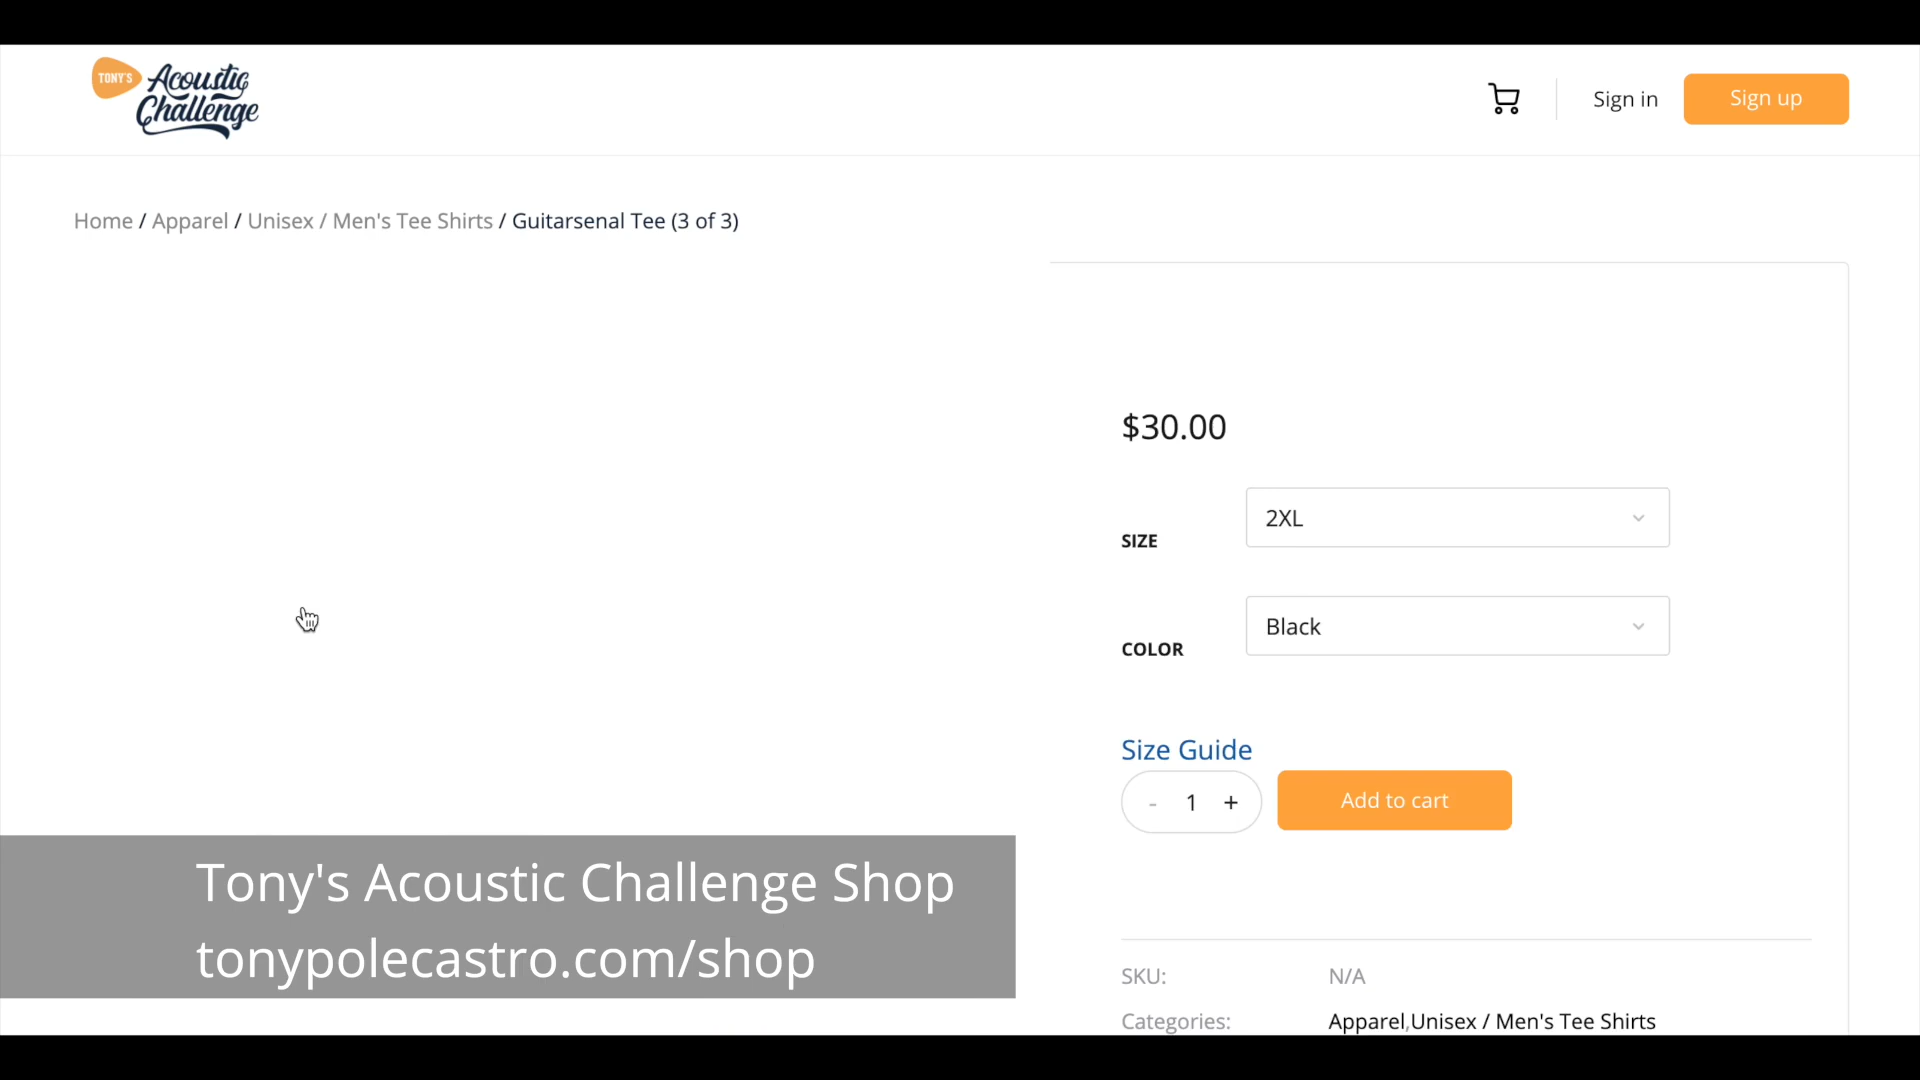 TONY'S
Acoustic
Challenge
Sign in
Sign up
Home / Apparel / Unisex / Men's Tee Shirts / Guitarsenal Tee (3 of 3)
$30.00
SIZE
2XL
COLOR
Black
Size Guide
- 1 +
Add to cart
Tony's Acoustic Challenge Shop
tonypolecastro.com/shop
SKU: N/A
Categories: Apparel,Unisex / Men's Tee Shirts